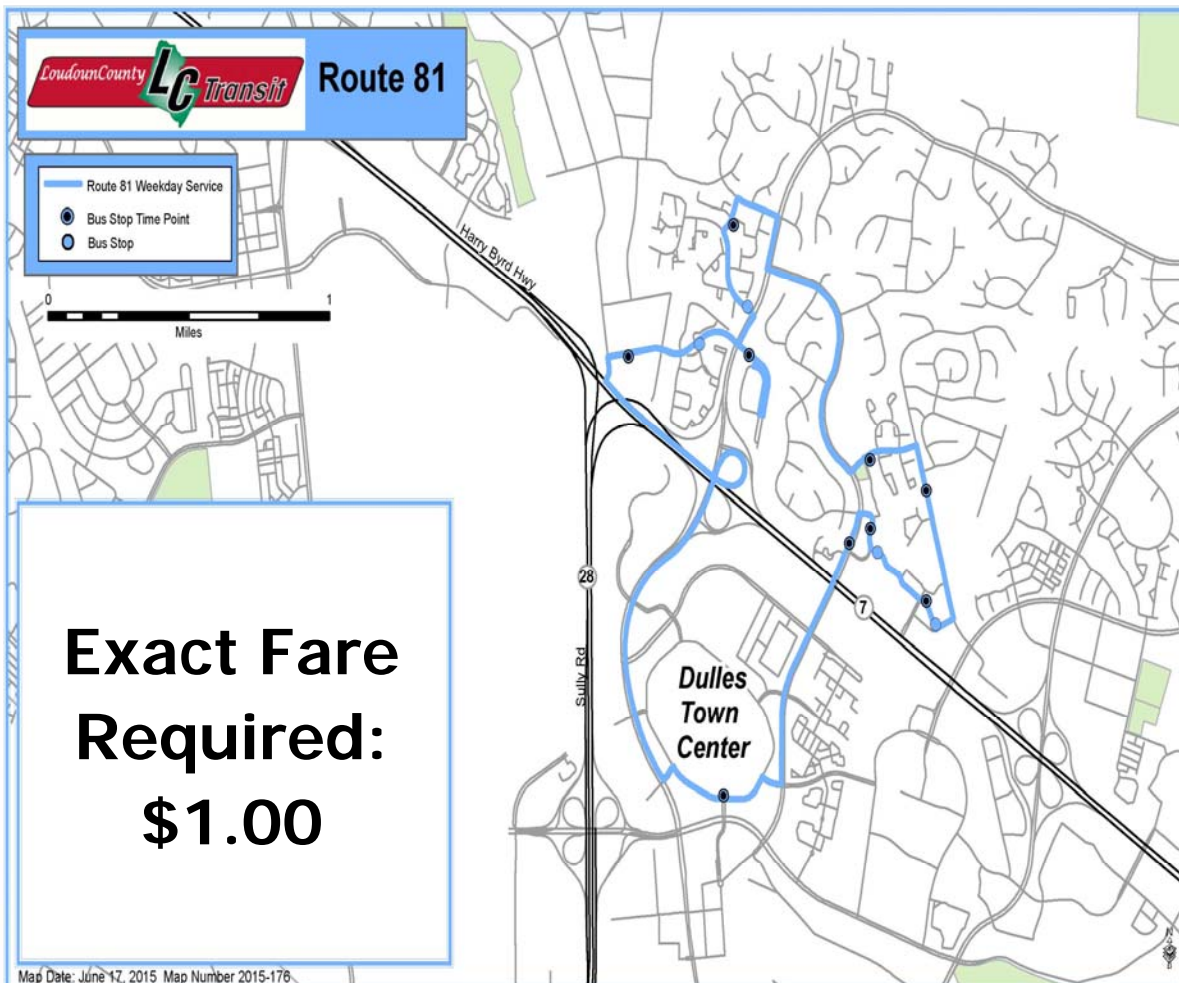 LoudounCounty LC Transit
Route 81
Route 81 Weekday Service
Bus Stop Time Point
Bus Stop
0 1
Miles
Harry Byrd Hwy
28
Sully Rd
7
Dulles
Town
Center
Exact Fare
Required:
$1.00
N
Map Date: June 17, 2015 Map Number 2015-176